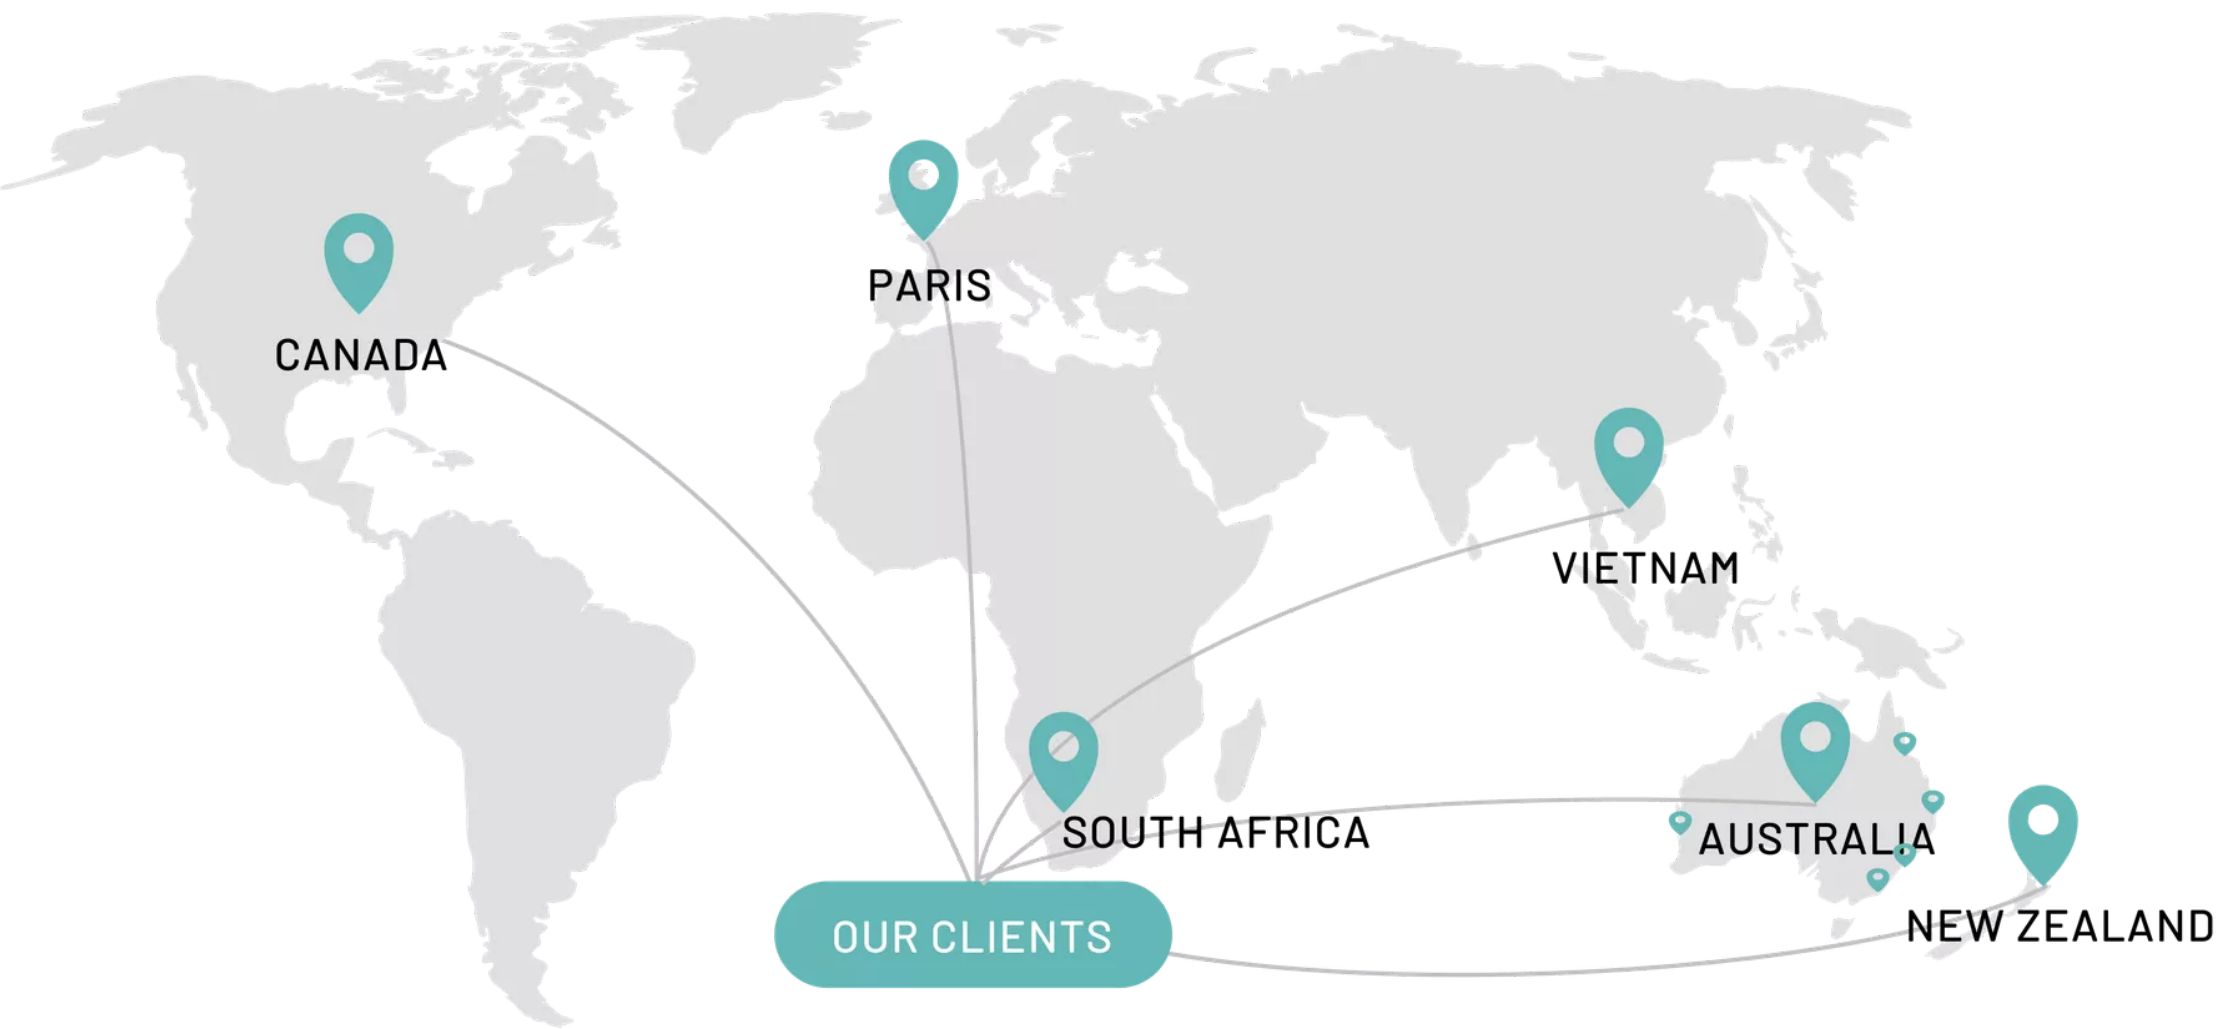 PARIS
CANADA
VIETNAM
SOUTH AFRICA
AUSTRALIA
NEW ZEALAND
OUR CLIENTS